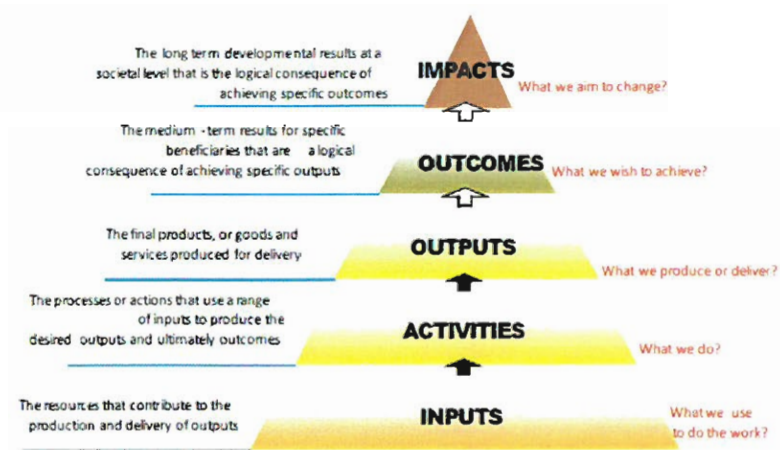 The long term developmental results at a
societal level that is the logical consequence of
achieving specific outcomes
IMPACTS
What we aim to change?
The medium - term results for specific
beneficiaries that are a logical
consequence of achieving specific outputs
OUTCOMES
What we wish to achieve?
The final products, or goods and
services produced for delivery
OUTPUTS
What we produce or deliver?
The processes or actions that use a range
of inputs to produce the
desired outputs and ultimately outcomes
ACTIVITIES
What we do?
The resources that contribute to the
production and delivery of outputs
INPUTS
What we use
to do the work?